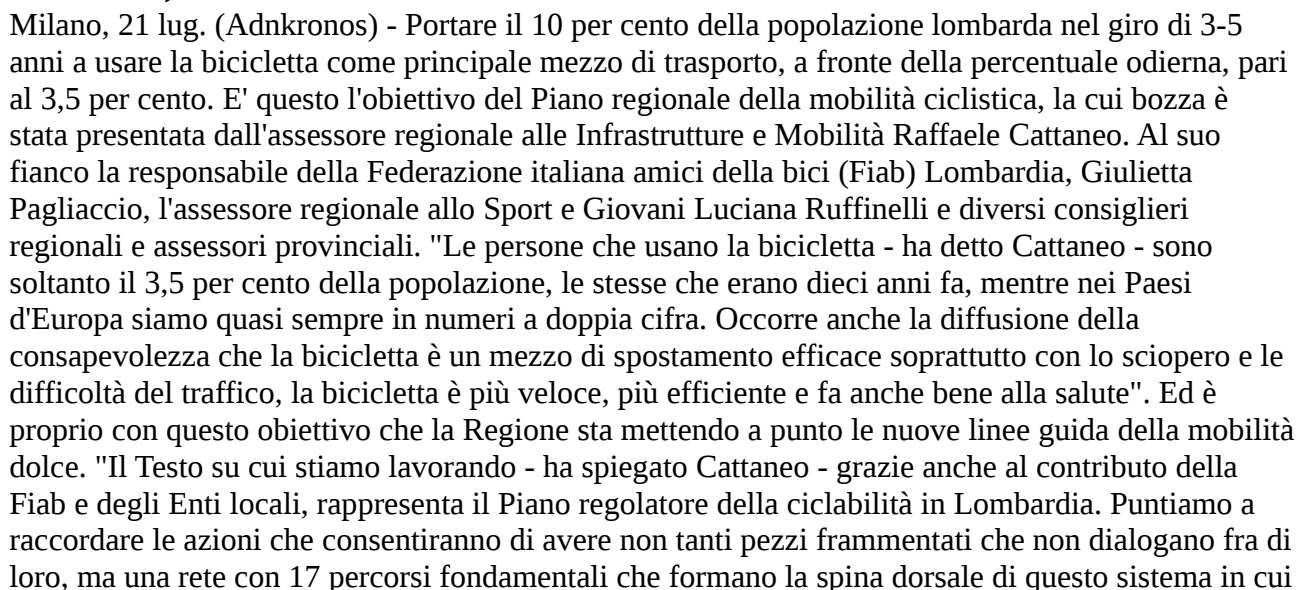 Milano, 21 lug. (Adnkronos) - Portare il 10 per cento della popolazione lombarda nel giro di 3-5
anni a usare la bicicletta come principale mezzo di trasporto, a fronte della percentuale odierna, pari
al 3,5 per cento. E' questo l'obiettivo del Piano regionale della mobilità ciclistica, la cui bozza è
stata presentata dall'assessore regionale alle Infrastrutture e Mobilità Raffaele Cattaneo. Al suo
fianco la responsabile della Federazione italiana amici della bici (Fiab) Lombardia, Giulietta
Pagliaccio, l'assessore regionale allo Sport e Giovani Luciana Ruffinelli e diversi consiglieri
regionali e assessori provinciali. "Le persone che usano la bicicletta - ha detto Cattaneo - sono
soltanto il 3,5 per cento della popolazione, le stesse che erano dieci anni fa, mentre nei Paesi
d'Europa siamo quasi sempre in numeri a doppia cifra. Occorre anche la diffusione della
consapevolezza che la bicicletta è un mezzo di spostamento efficace soprattutto con lo sciopero e le
difficoltà del traffico, la bicicletta è più veloce, più efficiente e fa anche bene alla salute". Ed è
proprio con questo obiettivo che la Regione sta mettendo a punto le nuove linee guida della mobilità
dolce. "Il Testo su cui stiamo lavorando - ha spiegato Cattaneo - grazie anche al contributo della
Fiab e degli Enti locali, rappresenta il Piano regolatore della ciclabilità in Lombardia. Puntiamo a
raccordare le azioni che consentiranno di avere non tanti pezzi frammentati che non dialogano fra di
loro, ma una rete con 17 percorsi fondamentali che formano la spina dorsale di questo sistema in cui